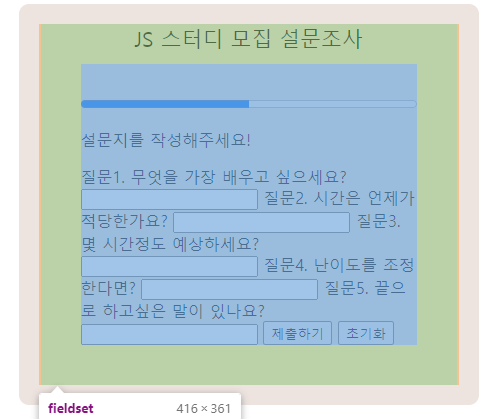 JS 스터디 모집 설문조사
설문지를 작성해주세요!
질문1. 무엇을 가장 배우고 싶으세요?
질문2. 시간은 언제가
적당한가요? 질문3.
몇 시간정도 예상하세요?
질문4. 난이도를 조정
한다면? 질문5. 끝으
로 하고싶은 말이 있나요?
제출하기 초기화
fieldset 416 × 361